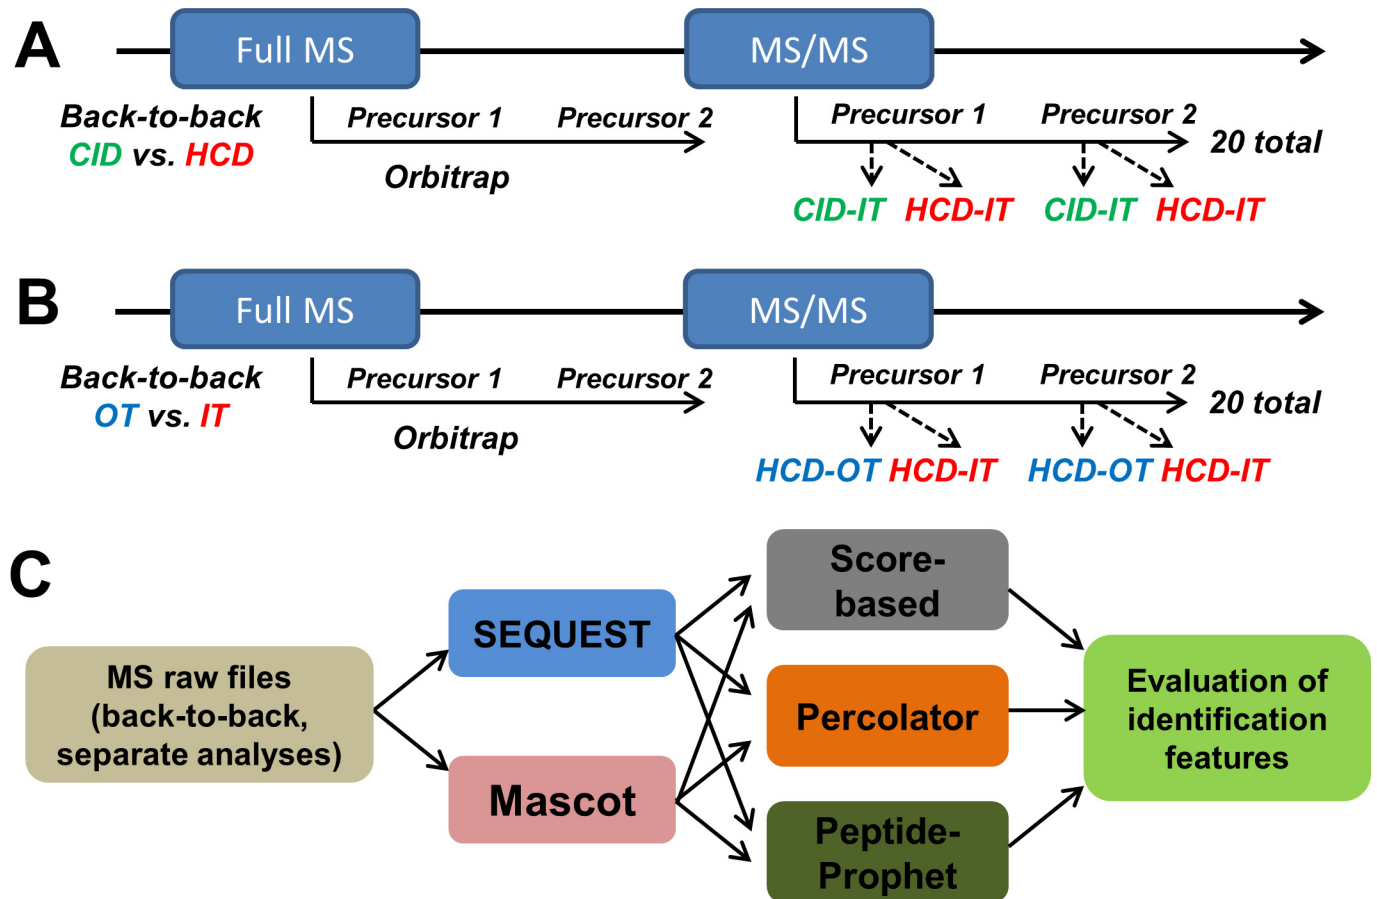 A
Full MS
MS/MS
Back-to-back
CID vs. HCD
Precursor 1
Precursor 2
Orbitrap
Precursor 1
Precursor 2
20 total
CID-IT
HCD-IT
CID-IT
HCD-IT
B
Full MS
MS/MS
Back-to-back
OT vs. IT
Precursor 1
Precursor 2
Orbitrap
Precursor 1
Precursor 2
20 total
HCD-OT
HCD-IT
HCD-OT
HCD-IT
C
MS raw files
(back-to-back,
separate analyses)
SEQUEST
Mascot
Score-
based
Percolator
Peptide-
Prophet
Evaluation of
identification
features